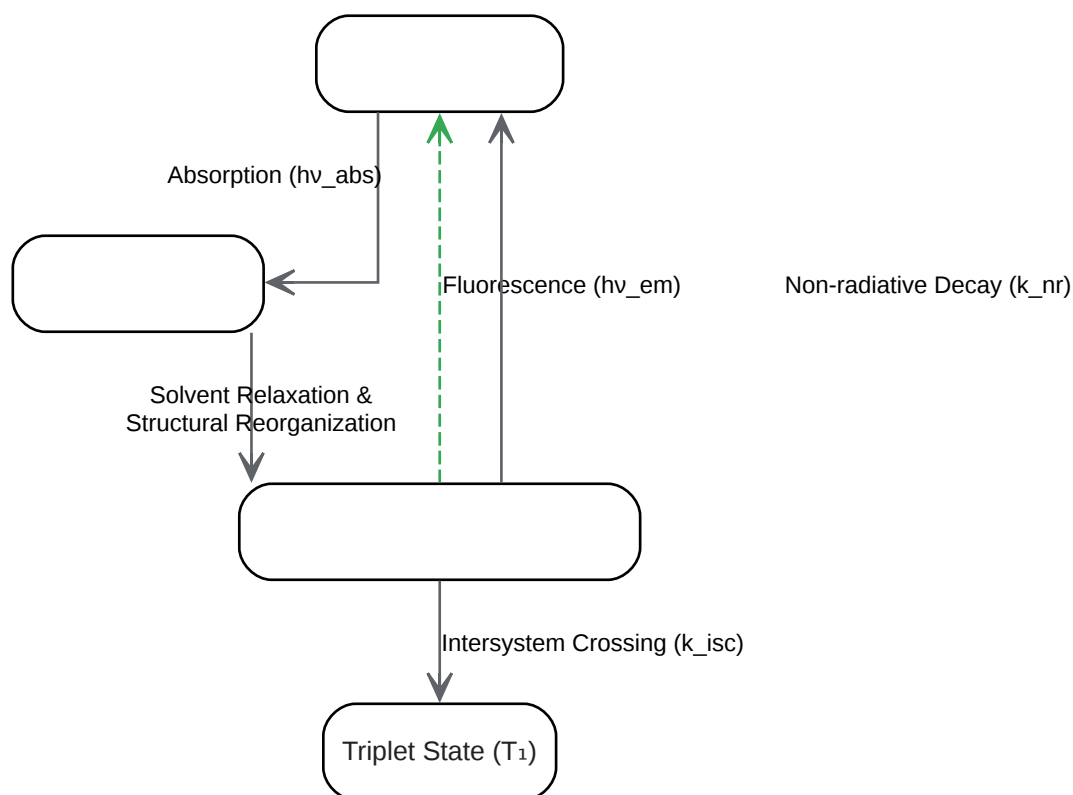 Absorption (hν_abs)
Fluorescence (hν_em)
Non-radiative Decay (k_nr)
Solvent Relaxation &
Structural Reorganization
Intersystem Crossing (k_isc)
Triplet State (T₁)